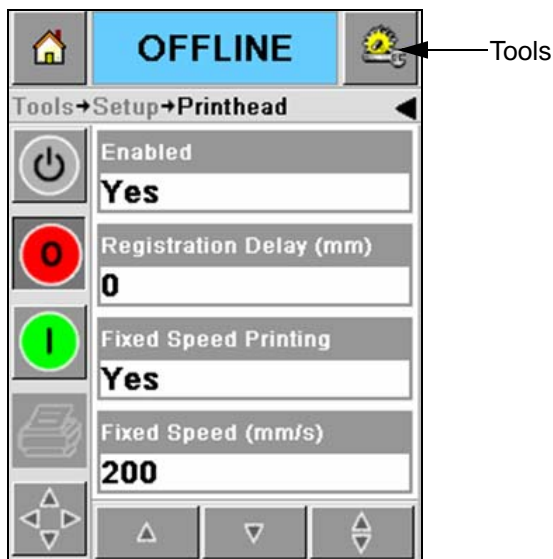 OFFLINE
Tools
Tools→Setup→Printhead
Enabled
Yes
Registration Delay (mm)
0
O
Fixed Speed Printing
Yes
I
Fixed Speed (mm/s)
200